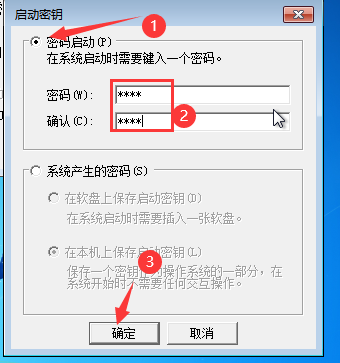 启动密钥
1
密码启动(P)
在系统启动时需要键入一个密码。
密码(W):
****
确认(C):
****
2
系统产生的密码(S)
在软盘上保存启动密钥(D)
在系统启动时需要插入一张软盘。
在本机上保存启动密钥(L)
保存一个密钥作为操作系统的一部分，在
系统开始时不需要任何交互操作。
3
确定
取消